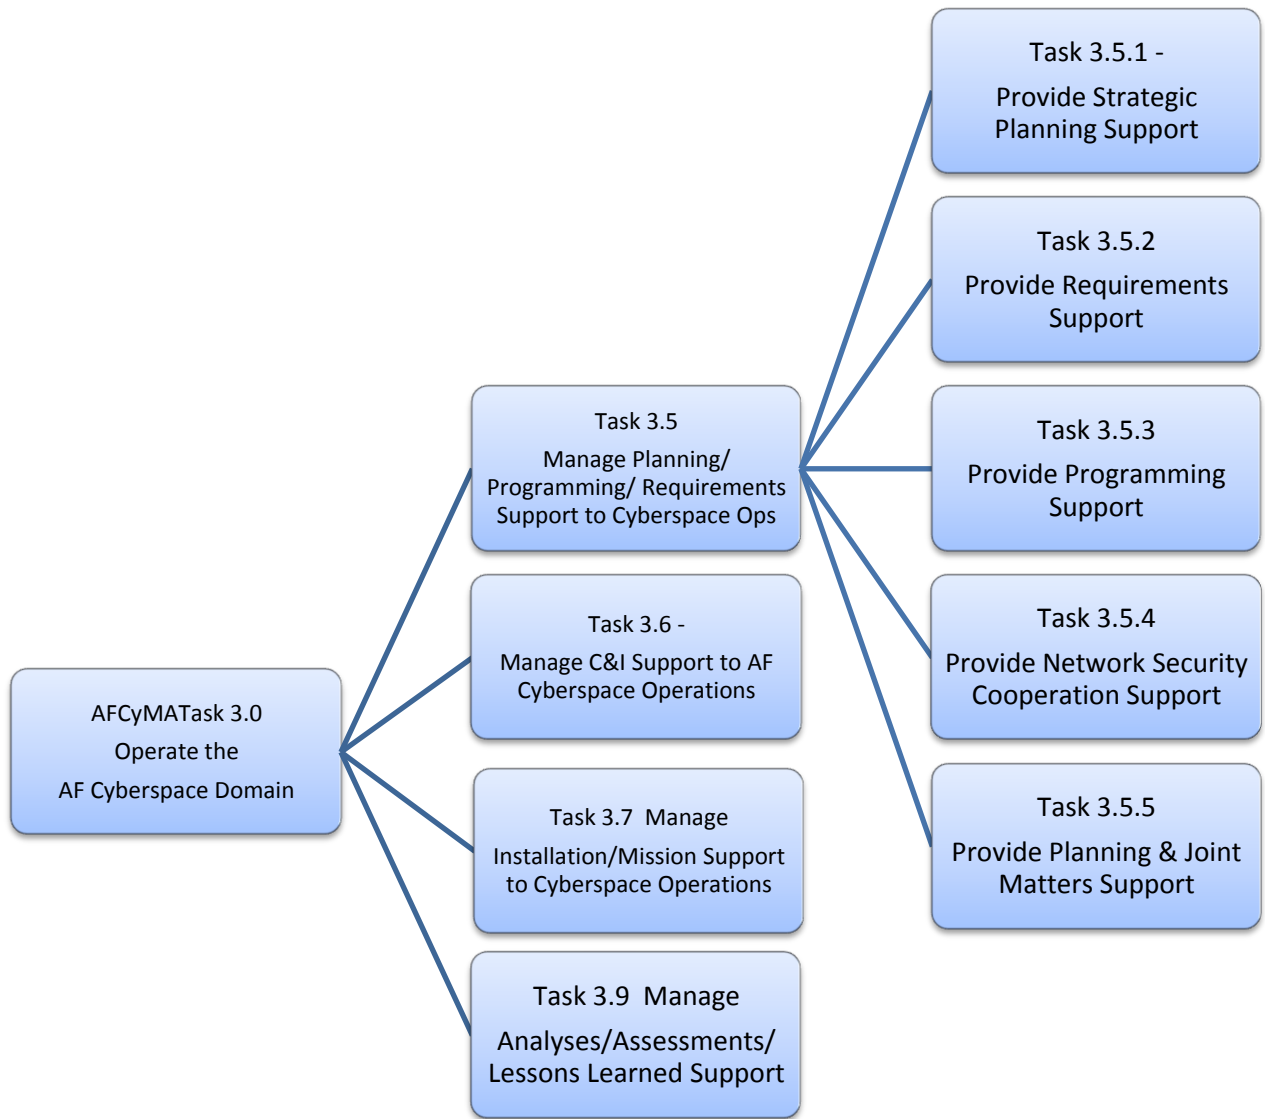 AFCyMATask 3.0
Operate the
AF Cyberspace Domain
Task 3.5
Manage Planning/
Programming/ Requirements
Support to Cyberspace Ops
Task 3.6 -
Manage C&I Support to AF
Cyberspace Operations
Task 3.7  Manage
Installation/Mission Support
to Cyberspace Operations
Task 3.9  Manage
Analyses/Assessments/
Lessons Learned Support
Task 3.5.1 -
Provide Strategic
Planning Support
Task 3.5.2
Provide Requirements
Support
Task 3.5.3
Provide Programming
Support
Task 3.5.4
Provide Network Security
Cooperation Support
Task 3.5.5
Provide Planning & Joint
Matters Support